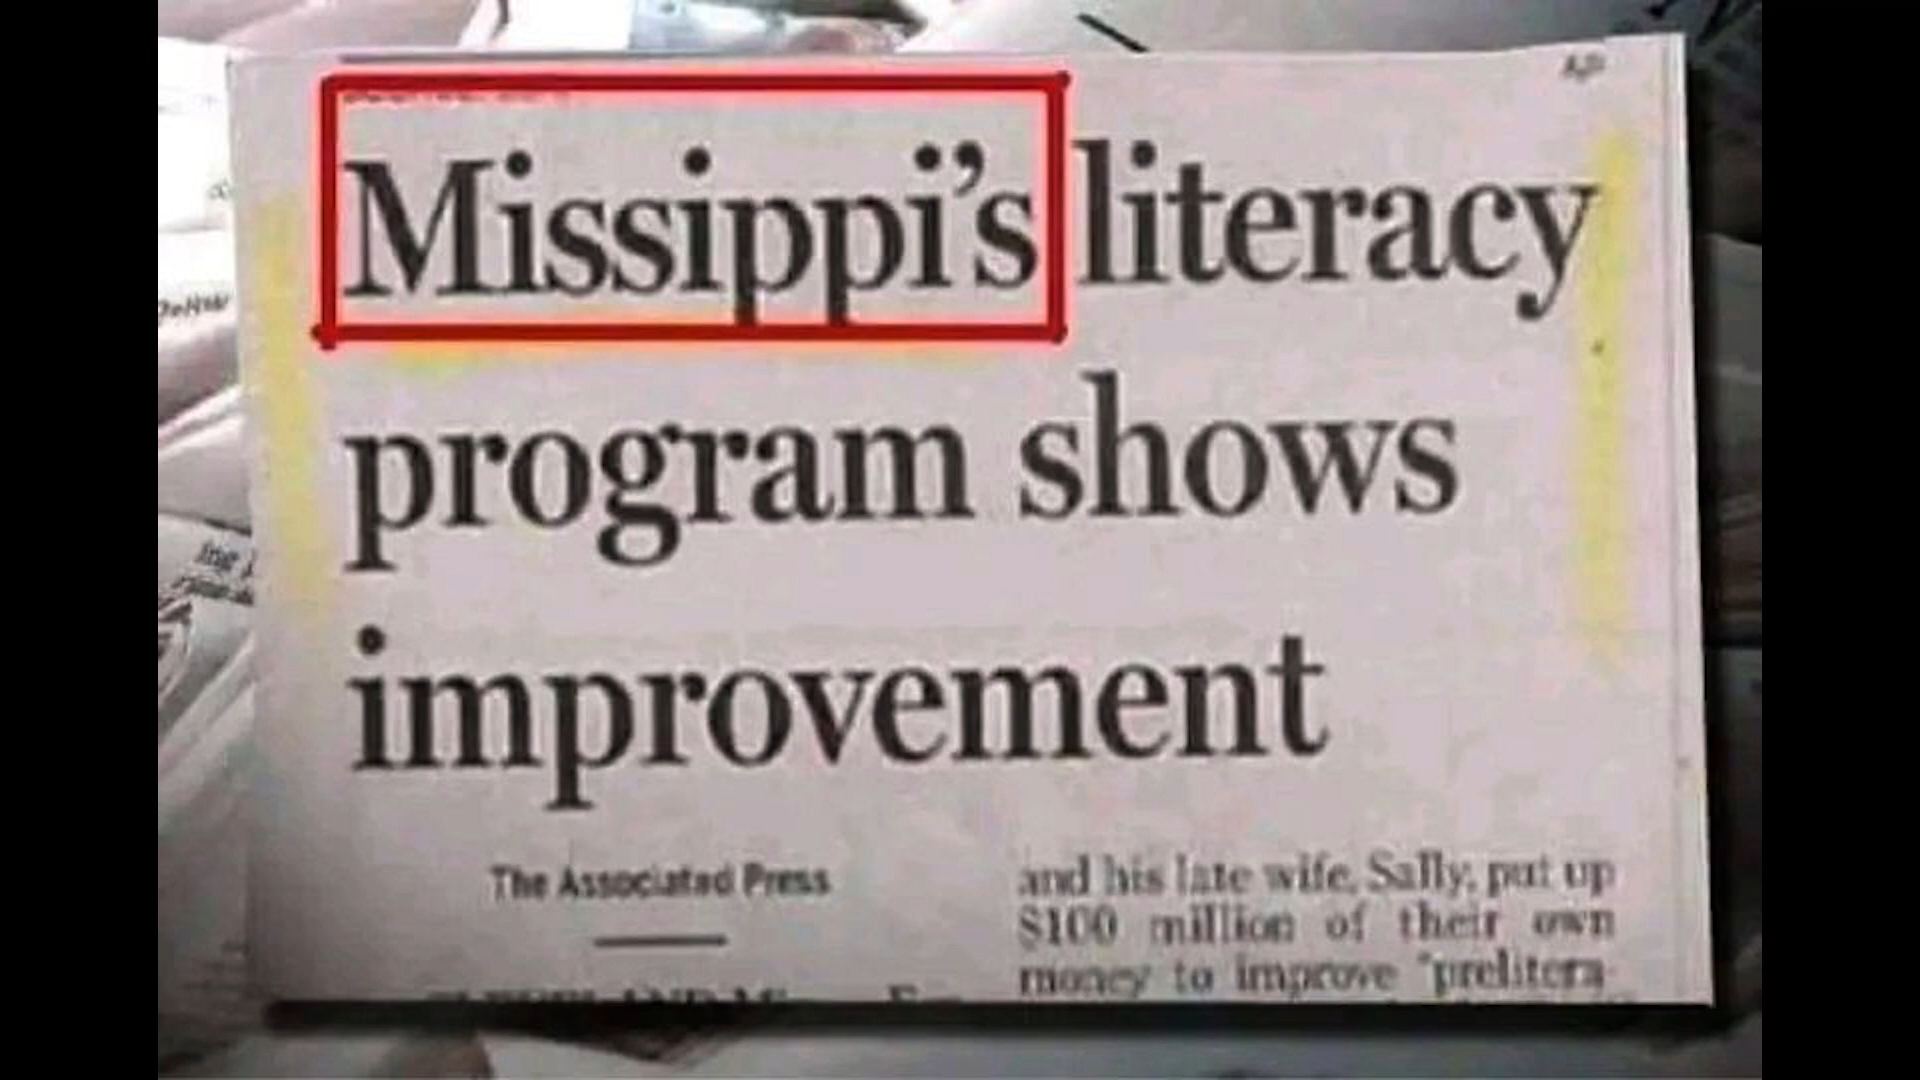 Missippi's literacy
program shows
improvement
The Associated Press
and his late wife, Sally, put up
$100 million of their own
money to improve "prelitera-